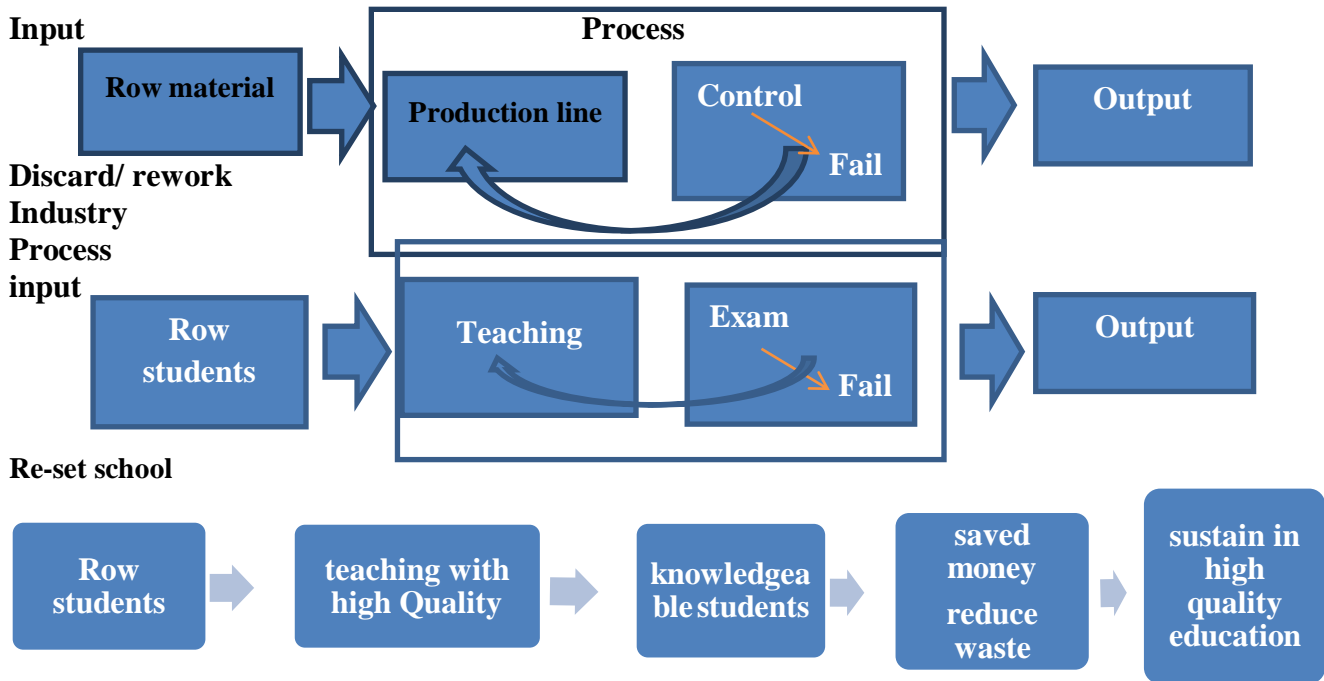 Input
Process
Row material
Production line
Control
Fail
Output
Discard/ rework
Industry
Process
input
Row
students
Teaching
Exam
Fail
Output
Re-set school
Row
students
teaching with
high Quality
knowledgea
ble students
saved
money
reduce
waste
sustain in
high
quality
education